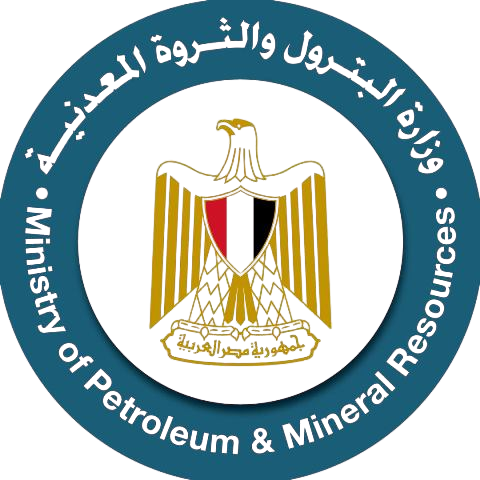 وزارة البترول والثروة المعدنية
جمهورية مصر العربية
• Ministry of Petroleum & Mineral Resources •